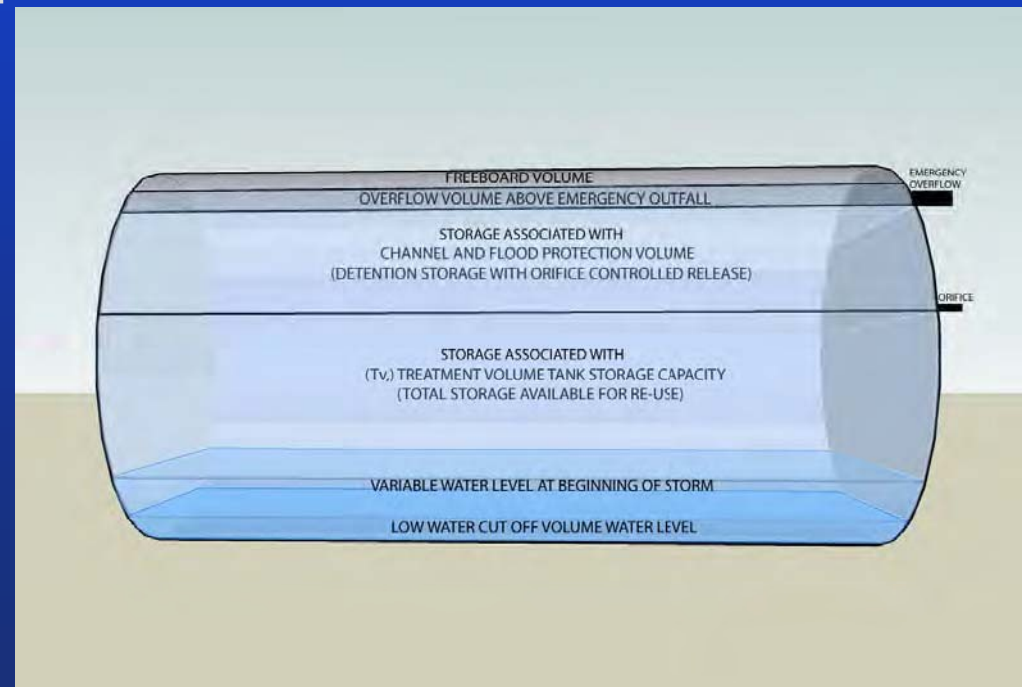 FREEBOARD VOLUME
EMERGENCY
OVERFLOW
OVERFLOW VOLUME ABOVE EMERGENCY OUTFALL
STORAGE ASSOCIATED WITH
CHANNEL AND FLOOD PROTECTION VOLUME
(DETENTION STORAGE WITH ORIFICE CONTROLLED RELEASE)
ORIFICE
STORAGE ASSOCIATED WITH
(Tv,) TREATMENT VOLUME TANK STORAGE CAPACITY
(TOTAL STORAGE AVAILABLE FOR RE-USE)
VARIABLE WATER LEVEL AT BEGINNING OF STORM
LOW WATER CUT OFF VOLUME WATER LEVEL